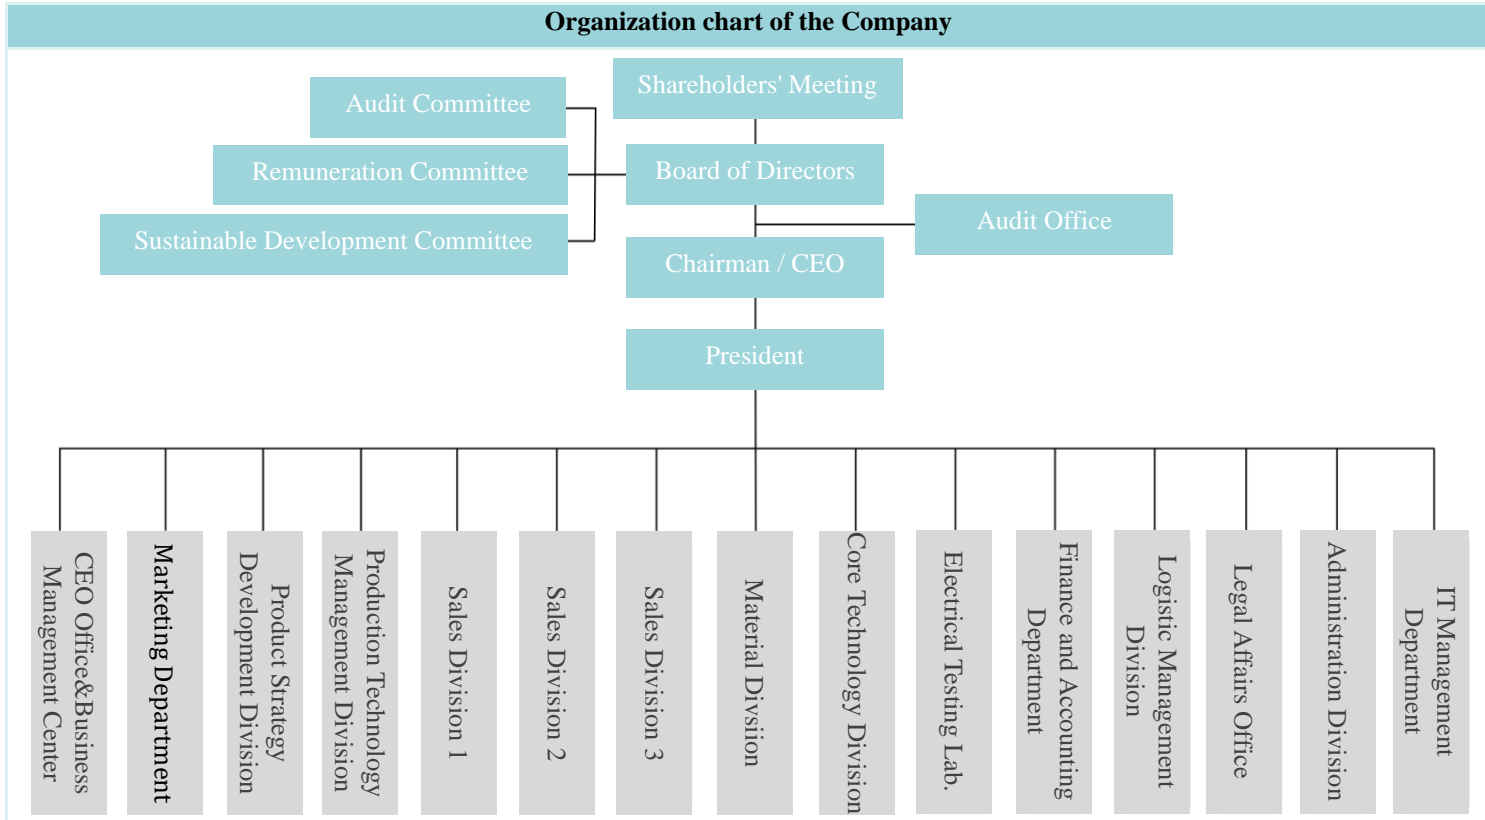 Organization chart of the Company
Shareholders' Meeting
Audit Committee
Remuneration Committee
Board of Directors
Audit Office
Sustainable Development Committee
Chairman / CEO
President
CEO Office&Business
Management Center
Marketing Department
Product Strategy
Development Division
Production Technology
Management Division
Sales Division 1
Sales Division 2
Sales Division 3
Material Divsiion
Core Technology Division
Electrical Testing Lab.
Finance and Accounting
Department
Logistic Management
Division
Legal Affairs Office
Administration Division
IT Management
Department